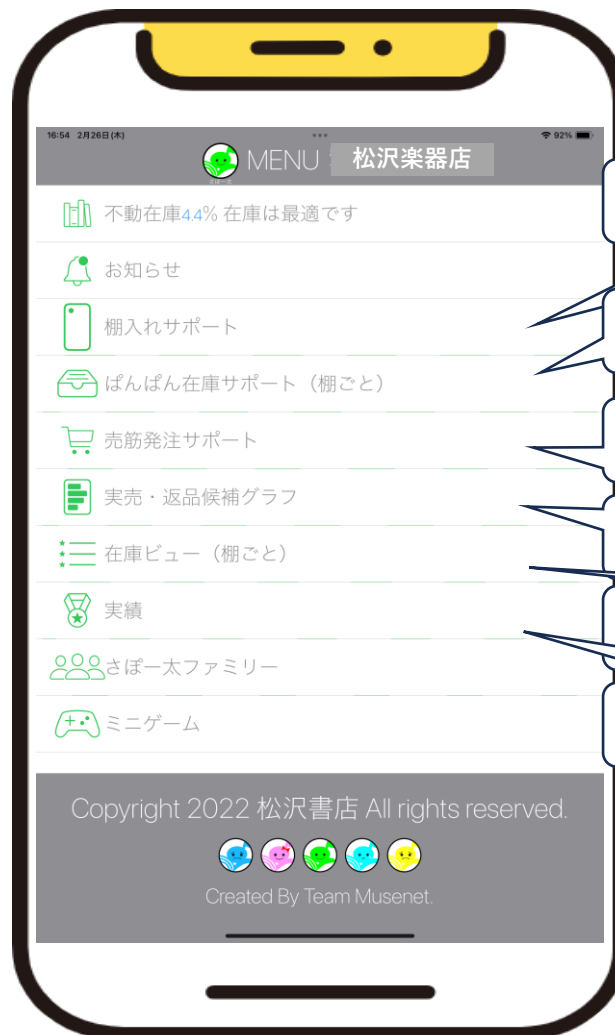 16:54 2月26日(木)
92%
MENU 松沢楽器店
さぽー太
不動在庫4.4% 在庫は最適です
お知らせ
棚入れサポート
ぱんぱん在庫サポート（棚ごと）
売筋発注サポート
実売・返品候補グラフ
在庫ビュー（棚ごと）
実績
さぽー太ファミリー
ミニゲーム
Copyright 2022 松沢書店 All rights reserved.
Created By Team Musenet.